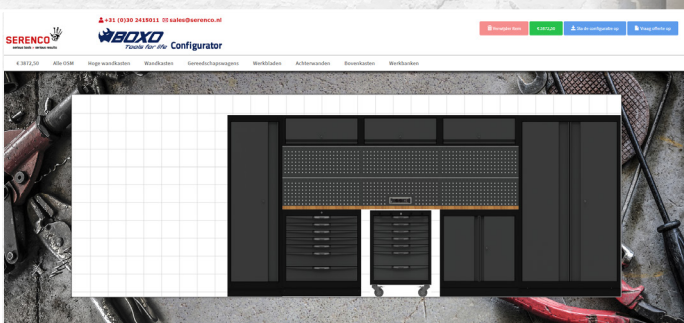 +31 (0)30 2415011 sales@serenco.nl
SERENCO
BOXO
Tools for life Configurator
Verwijder item
€ 3872,50
Sla de configuratie op
Vraag offerte op
€ 3872,50 Alle OSM Hoge wandkasten Wandkasten Gereedschapswagens Werkbladen Achterwanden Bovenkasten Werkbanken